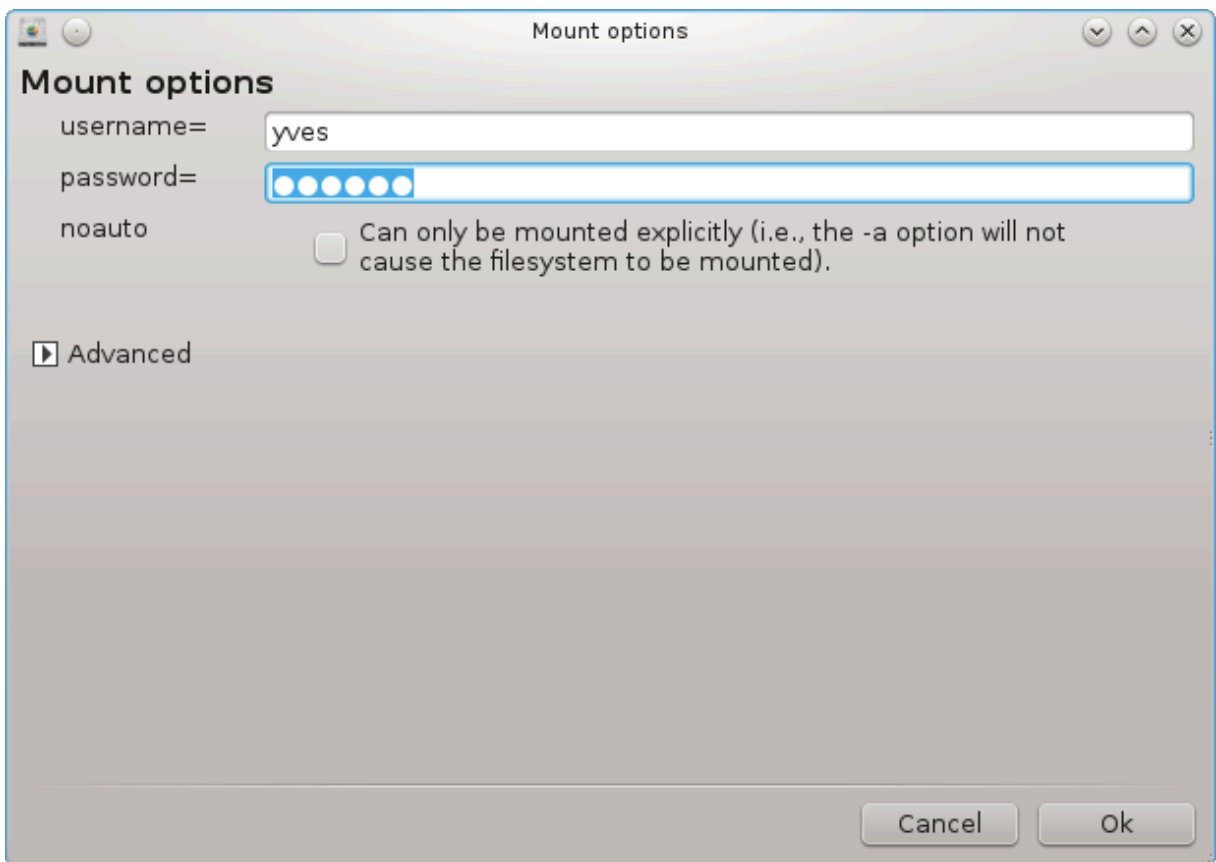 Mount options
Mount options
username=
yves
password=
●●●●●●
noauto
Can only be mounted explicitly (i.e., the -a option will not
cause the filesystem to be mounted).
Advanced
Cancel
Ok